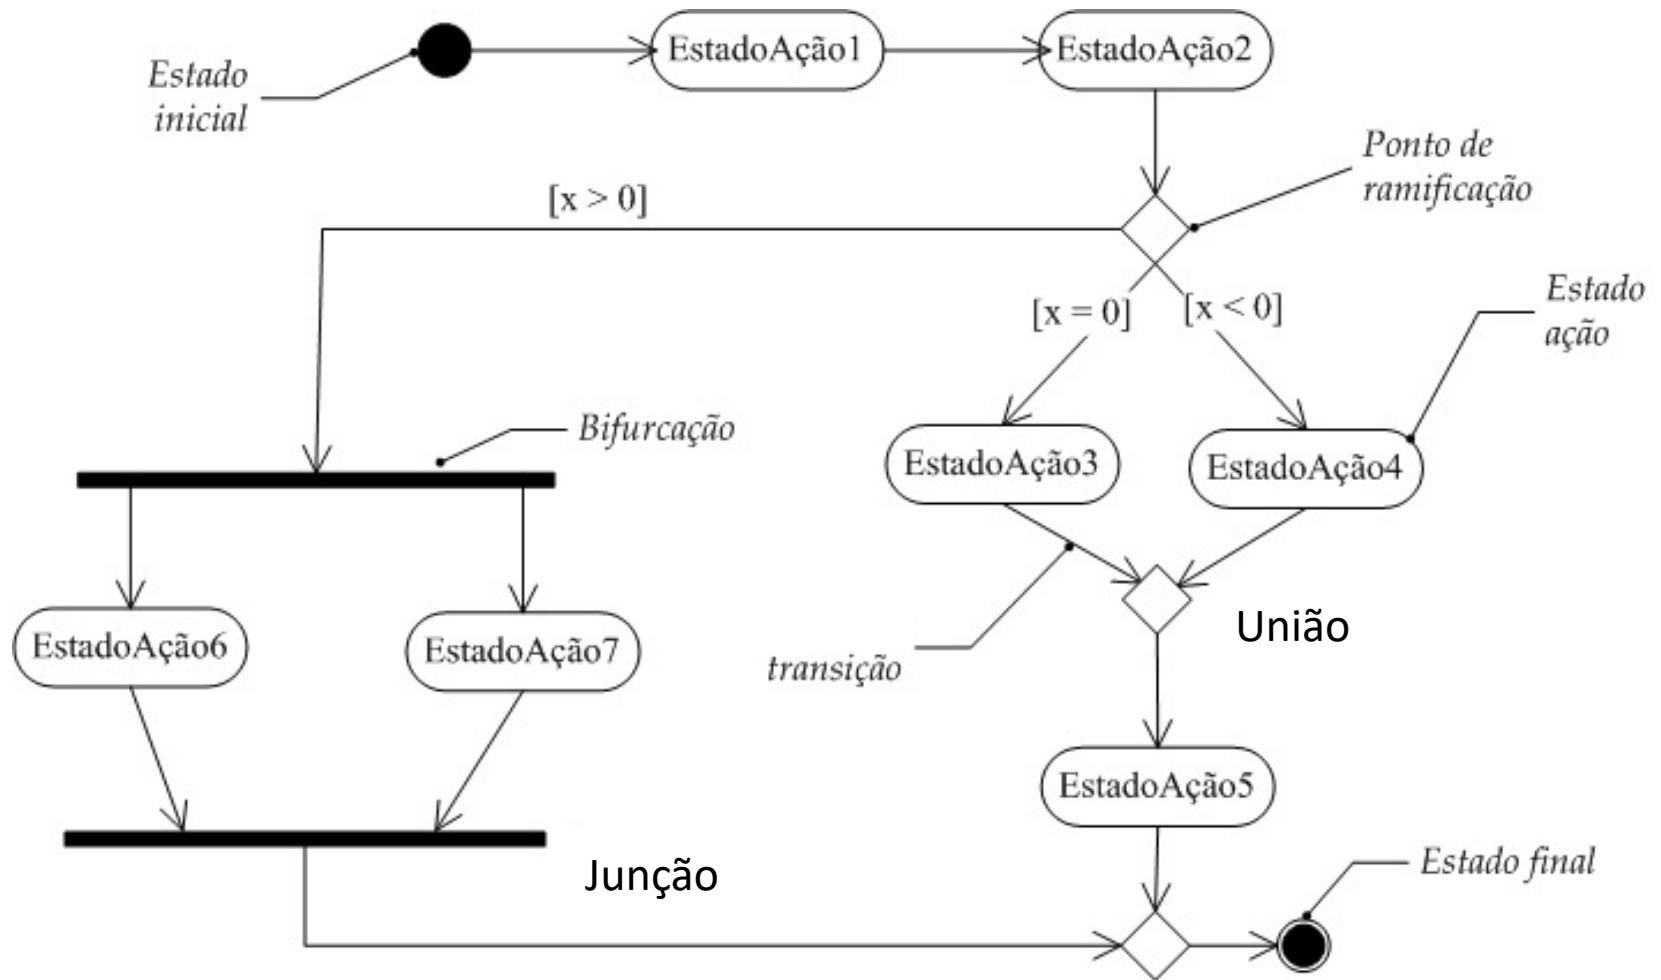 EstadoAção1
EstadoAção2
Estado
inicial
Ponto de
ramificação
[x > 0]
[x = 0]
[x < 0]
Estado
ação
Bifurcação
EstadoAção3
EstadoAção4
União
EstadoAção6
EstadoAção7
transição
EstadoAção5
Junção
Estado final